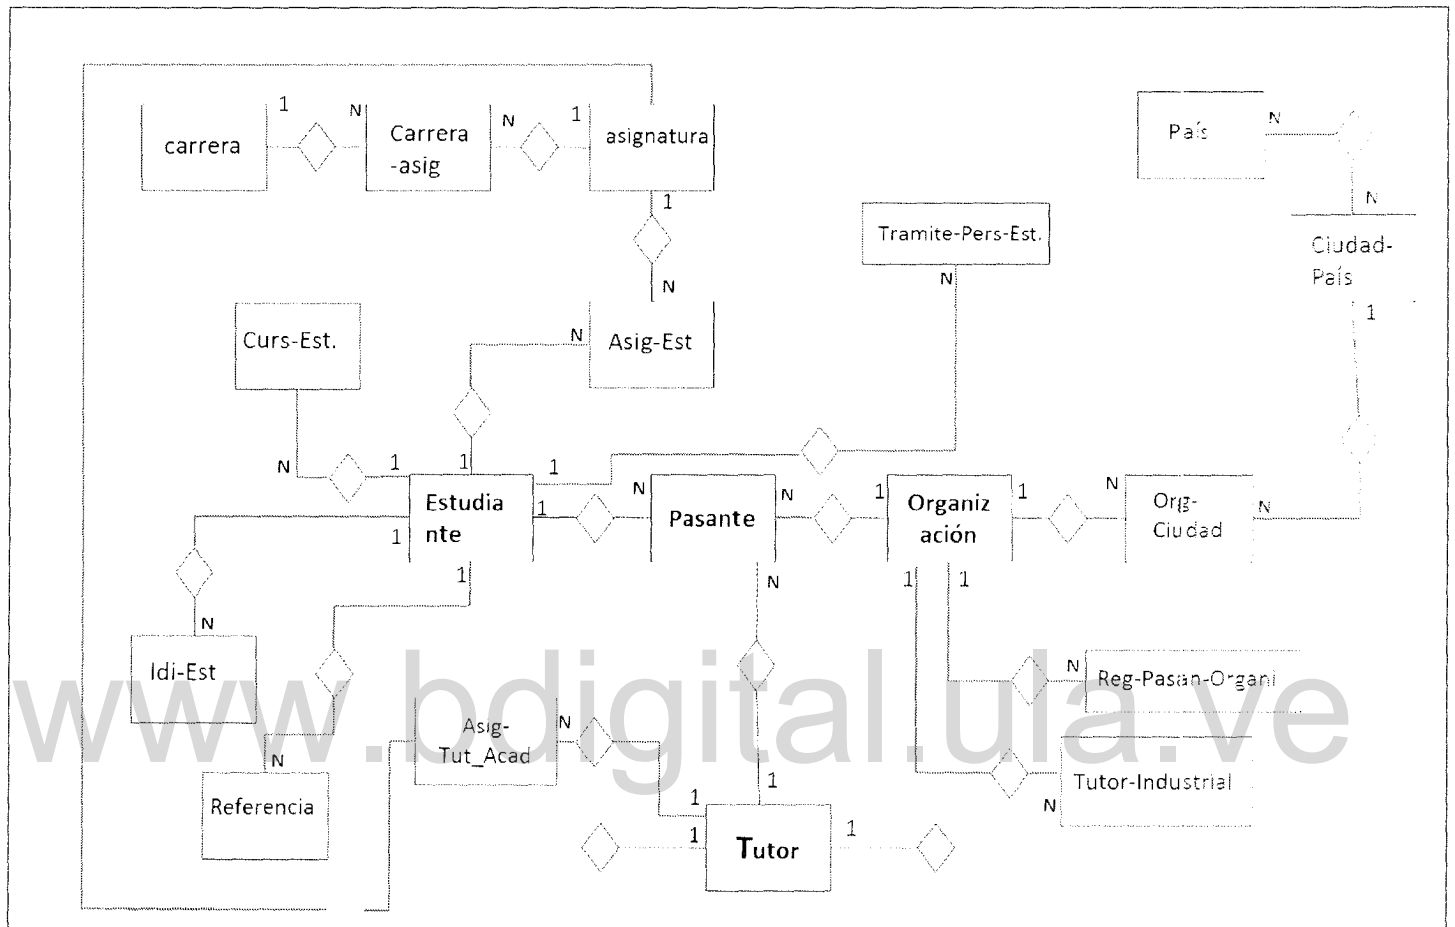 carrera
1
N
Carrera
-asig
N
1
asignatura
País
N
N
1
Tramite-Pers-Est.
N
Ciudad-
País
1
N
Curs-Est.
N
Asig-Est
N
1
1
1
Estudia
nte
1
1
1
N
Pasante
N
N
1
Organiz
ación
1
1
1
N
Org-
Ciudad
N
N
Idi-Est
N
Referencia
Asig-
Tut_Acad
N
1
1
1
Tutor
1
N
Reg-Pasan-Organi
N
Tutor-Industrial
www.bdigital.ula.ve